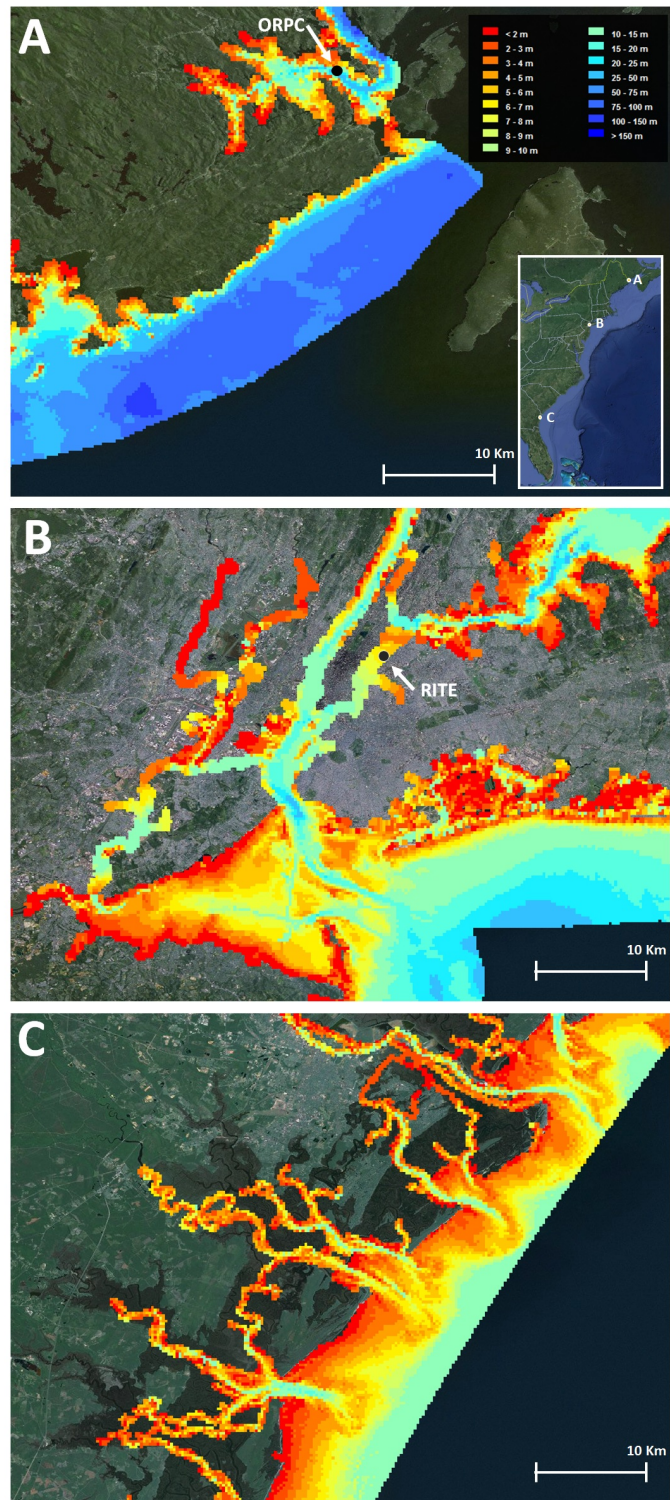 A
ORPC
< 2 m
2 - 3 m
3 - 4 m
4 - 5 m
5 - 6 m
6 - 7 m
7 - 8 m
8 - 9 m
9 - 10 m
10 - 15 m
15 - 20 m
20 - 25 m
25 - 50 m
50 - 75 m
75 - 100 m
100 - 150 m
> 150 m
A
B
C
10 Km
B
RITE
10 Km
C
10 Km